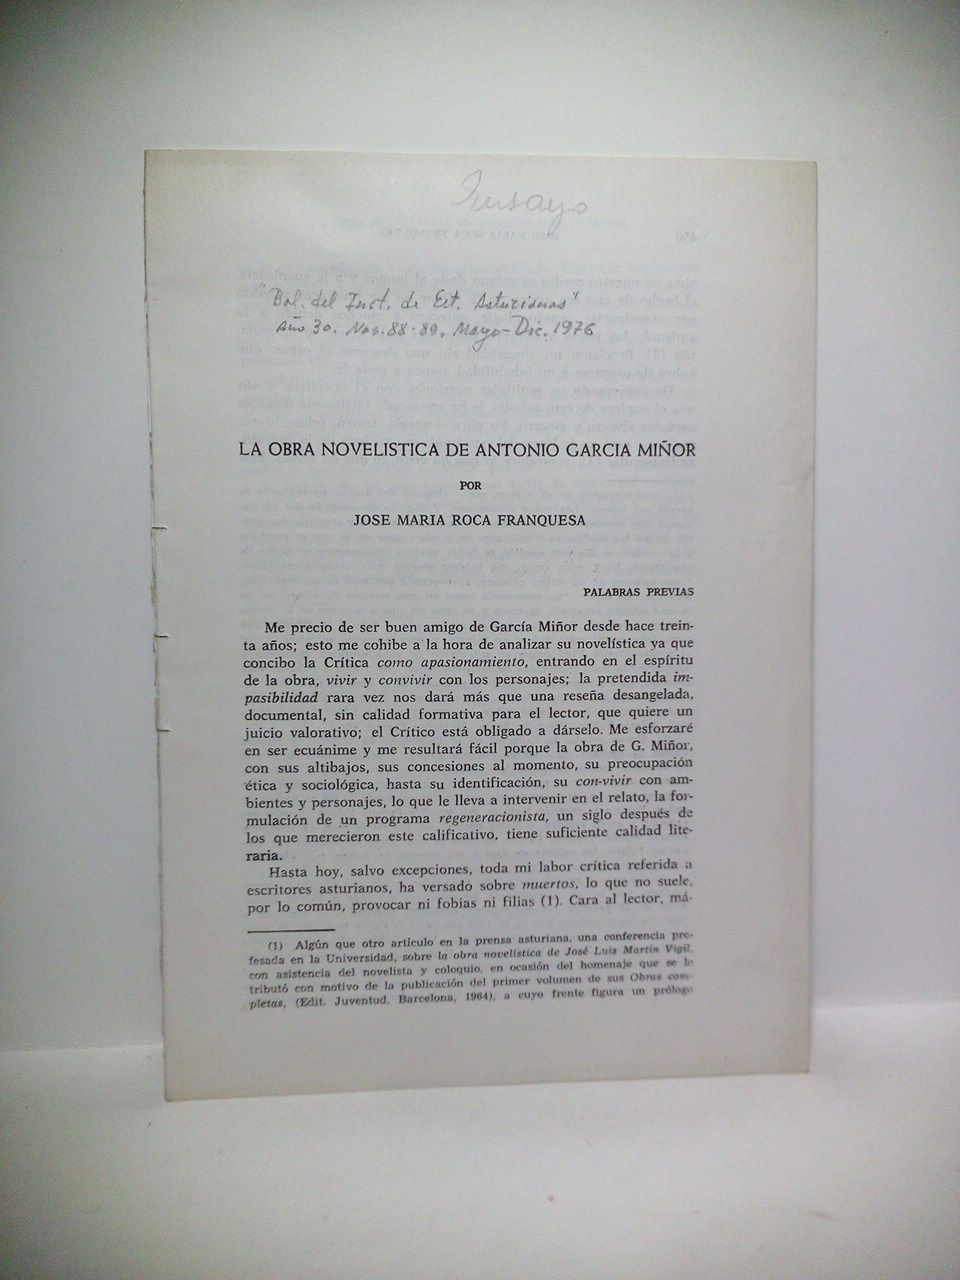 Ensayo
"Bol. del Inst. de Est. Asturianos"
Año 30. Nos. 88-89, Mayo-Dic. 1976
LA OBRA NOVELISTICA DE ANTONIO GARCIA MIÑOR
POR
JOSE MARIA ROCA FRANQUESA
PALABRAS PREVIAS
Me precio de ser buen amigo de García Miñor desde hace trein-
ta años; esto me cohibe a la hora de analizar su novelística ya que
concibo la Crítica como apasionamiento, entrando en el espíritu
de la obra, vivir y convivir con los personajes; la pretendida im-
pasibilidad rara vez nos dará más que una reseña desangelada,
documental, sin calidad formativa para el lector, que quiere un
juicio valorativo; el Crítico está obligado a dárselo. Me esforzaré
en ser ecuánime y me resultará fácil porque la obra de G. Miñor,
con sus altibajos, sus concesiones al momento, su preocupación
ética y sociológica, hasta su identificación, su con-vivir con am-
bientes y personajes, lo que le lleva a intervenir en el relato, la for-
mulación de un programa regeneracionista, un siglo después de
los que merecieron este calificativo, tiene suficiente calidad lite-
raria.
Hasta hoy, salvo excepciones, toda mi labor crítica referida a
escritores asturianos, ha versado sobre muertos, lo que no suele,
por lo común, provocar ni fobias ni filias (1). Cara al lector, má-
(1) Algún que otro artículo en la prensa asturiana, una conferencia pro-
fesada en la Universidad, sobre la obra novelística de José Luis Martín Vigil,
con asistencia del novelista y coloquio, en ocasión del homenaje que se le
tributó con motivo de la publicación del primer volumen de sus Obras com-
pletas, (Edit. Juventud, Barcelona, 1964), a cuyo frente figura un prólogo